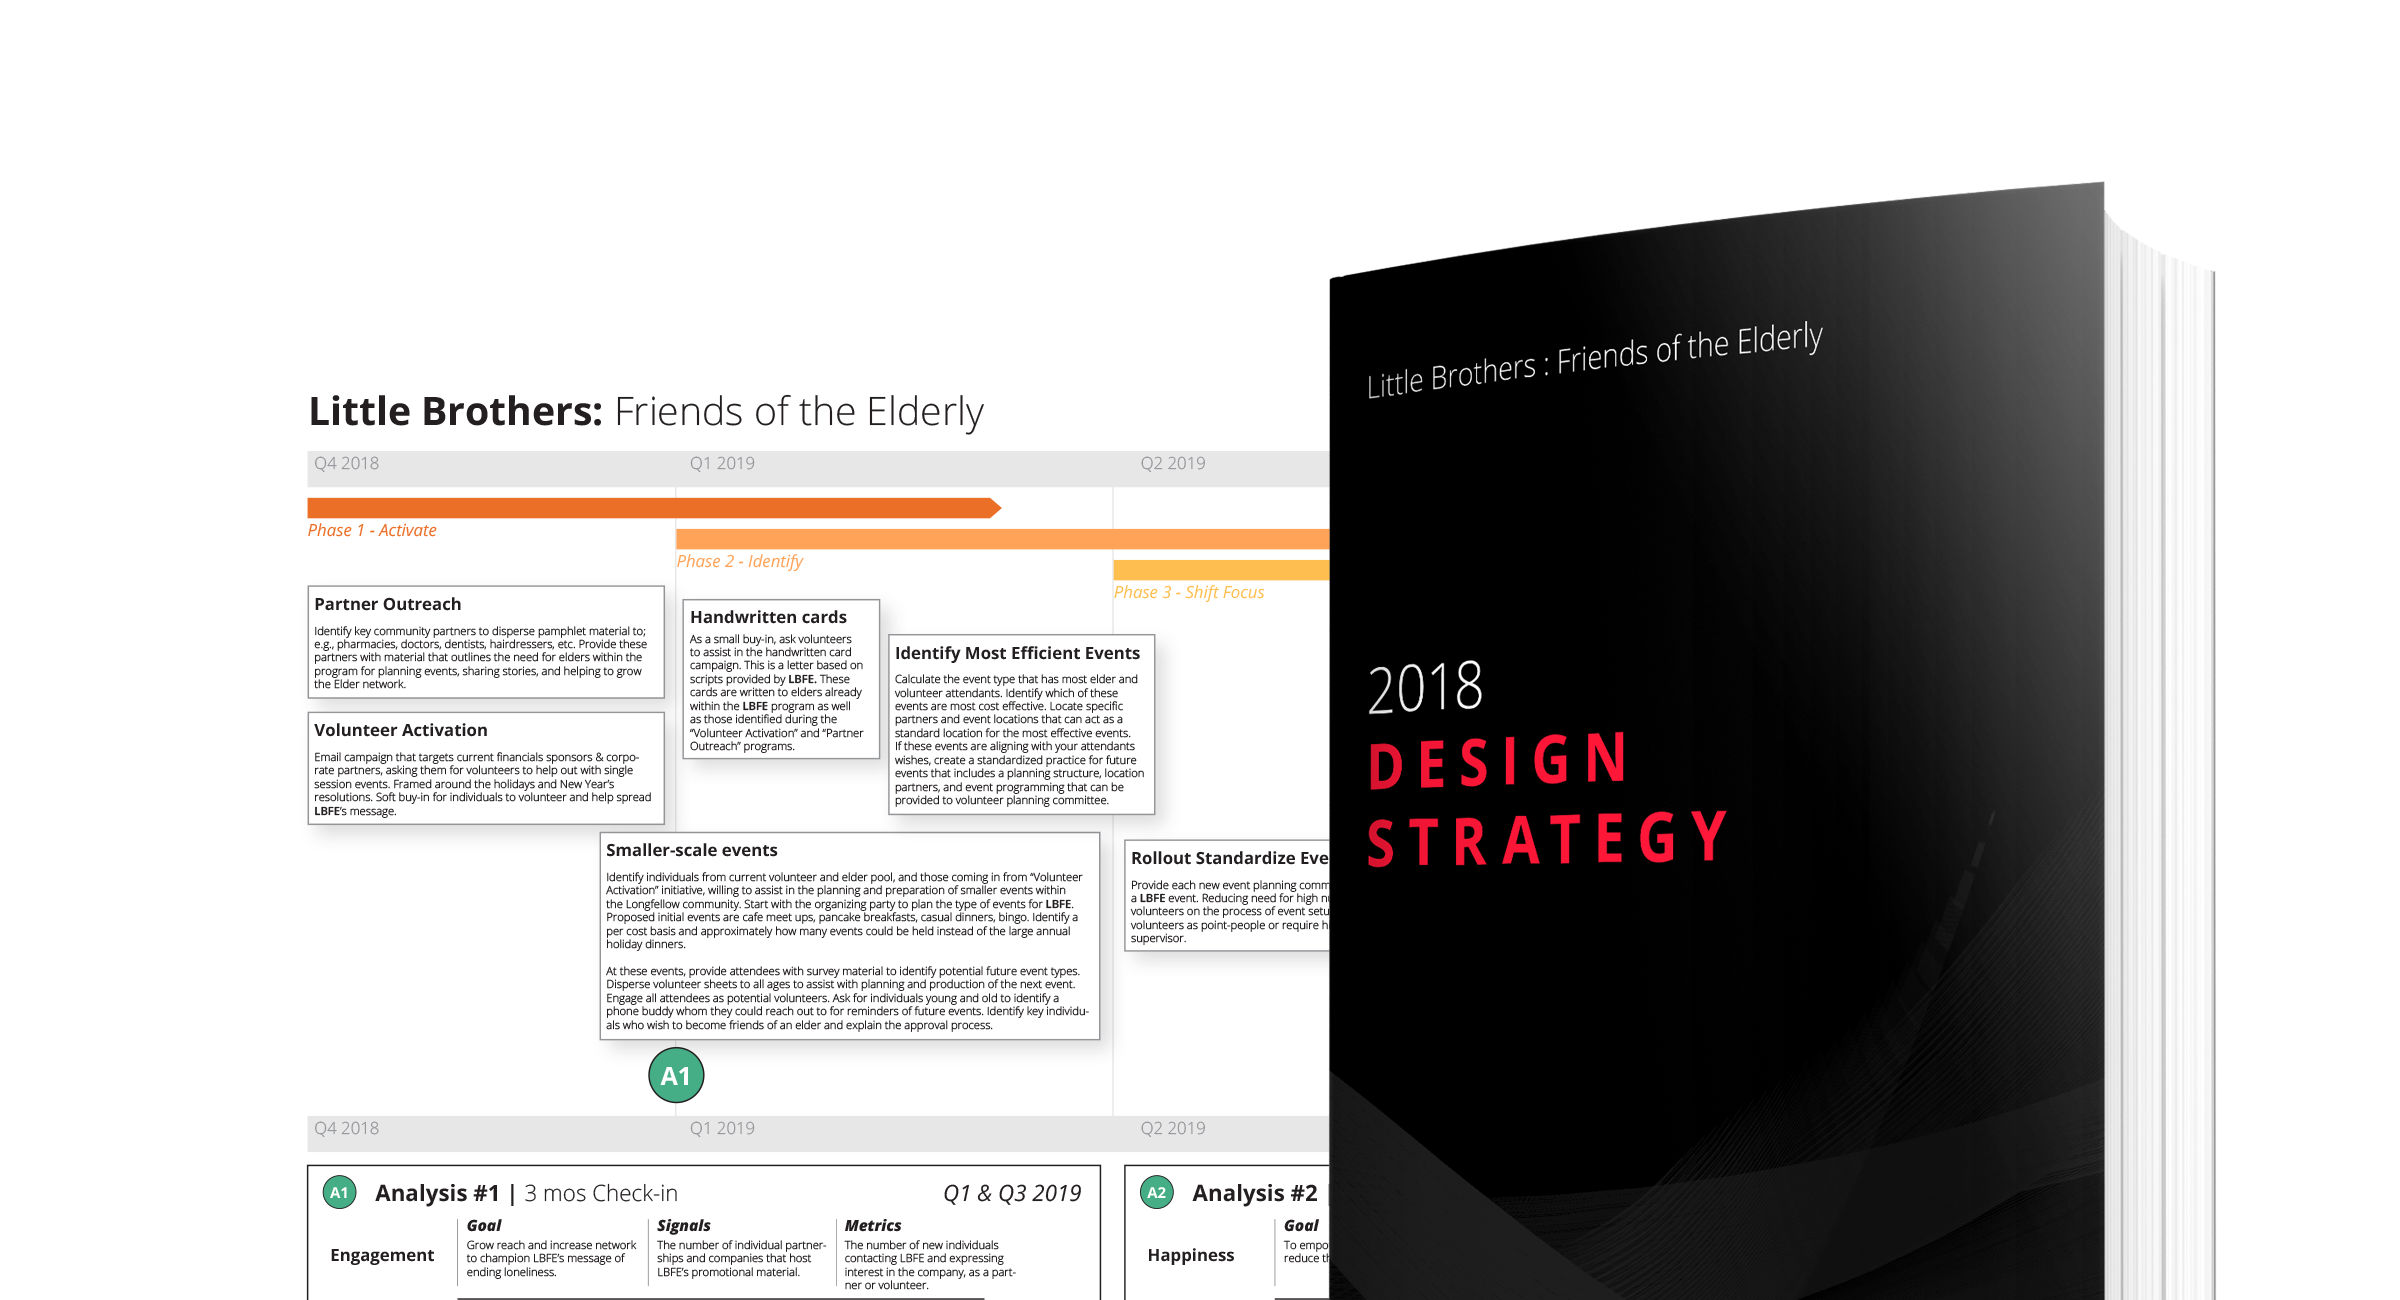 Little Brothers: Friends of the Elderly
Q4 2018
Q1 2019
Q2 2019
Phase 1 - Activate
Phase 2 - Identify
Phase 3 - Shift Focus
Partner Outreach
Identify key community partners to disperse pamphlet material to;
e.g., pharmacies, doctors, dentists, hairdressers, etc. Provide these
partners with material that outlines the need for elders within the
program for planning events, sharing stories, and helping to grow
the Elder network.
Volunteer Activation
Email campaign that targets current financials sponsors & corpo-
rate partners, asking them for volunteers to help out with single
session events. Framed around the holidays and New Year's
resolutions. Soft buy-in for individuals to volunteer and help spread
LBFE's message.
Handwritten cards
As a small buy-in, ask volunteers
to assist in the handwritten card
campaign. This is a letter based on
scripts provided by LBFE. These
cards are written to elders already
within the LBFE program as well
as those identified during the
“Volunteer Activation” and “Partner
Outreach” programs.
Identify Most Efficient Events
Calculate the event type that has most elder and
volunteer attendants. Identify which of these
events are most cost effective. Locate specific
partners and event locations that can act as a
standard location for the most effective events.
If these events are aligning with your attendants
wishes, create a standardized practice for future
events that includes a planning structure, location
partners, and event programming that can be
provided to volunteer planning committee.
Smaller-scale events
Identify individuals from current volunteer and elder pool, and those coming in from “Volunteer
Activation” initiative, willing to assist in the planning and preparation of smaller events within
the Longfellow community. Start with the organizing party to plan the type of events for LBFE.
Proposed initial events are cafe meet ups, pancake breakfasts, casual dinners, bingo. Identify a
per cost basis and approximately how many events could be held instead of the large annual
holiday dinners.
At these events, provide attendees with survey material to identify potential future event types.
Disperse volunteer sheets to all ages to assist with planning and production of the next event.
Engage all attendees as potential volunteers. Ask for individuals young and old to identify a
phone buddy whom they could reach out to for reminders of future events. Identify key individu-
als who wish to become friends of an elder and explain the approval process.
Rollout Standardize Eve
Provide each new event planning comm
a LBFE event. Reducing need for high n
volunteers on the process of event setu
volunteers as point-people or require h
supervisor.
A1
Q4 2018
Q1 2019
Q2 2019
A1
Analysis #1 | 3 mos Check-in
Q1 & Q3 2019
Engagement
Goal
Grow reach and increase network
to champion LBFE's message of
ending loneliness.
Signals
The number of individual partner-
ships and companies that host
LBFE's promotional material.
Metrics
The number of new individuals
contacting LBFE and expressing
interest in the company, as a part-
ner or volunteer.
A2
Analysis #2
Happiness
Goal
To empo
reduce th
Little Brothers : Friends of the Elderly
2018
DESIGN
STRATEGY